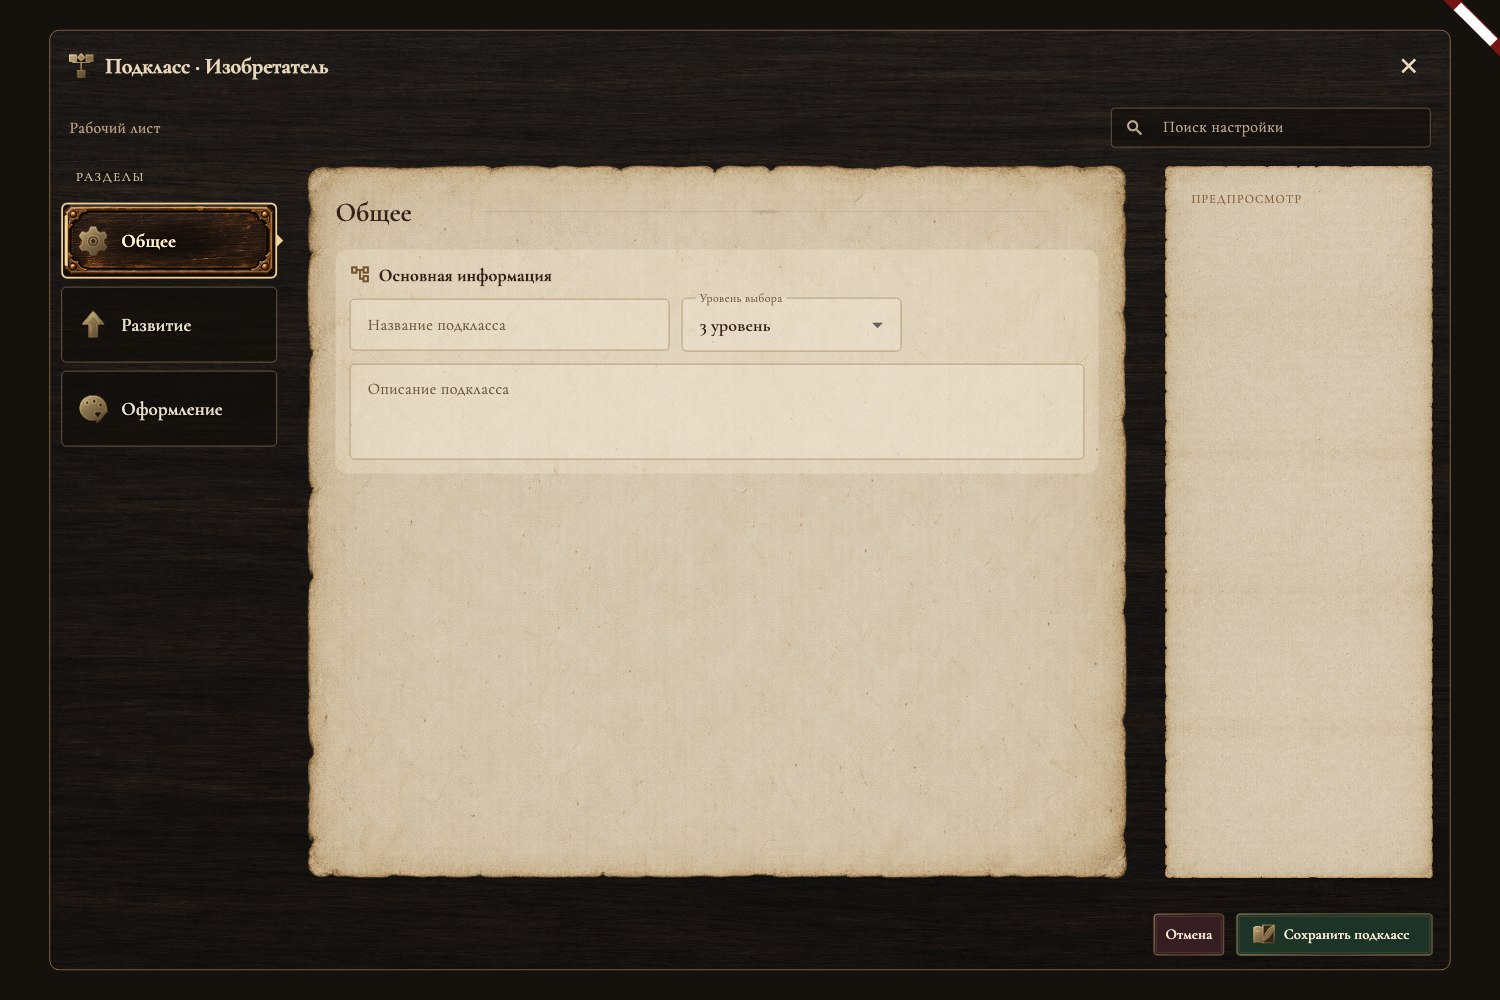 Подкласс · Изобретатель
Рабочий лист
Поиск настройки
РАЗДЕЛЫ
Общее
Развитие
Оформление
Общее
Основная информация
Название подкласса
Уровень выбора
3 уровень
Описание подкласса
ПРЕДПРОСМОТР
Отмена
Сохранить подкласс